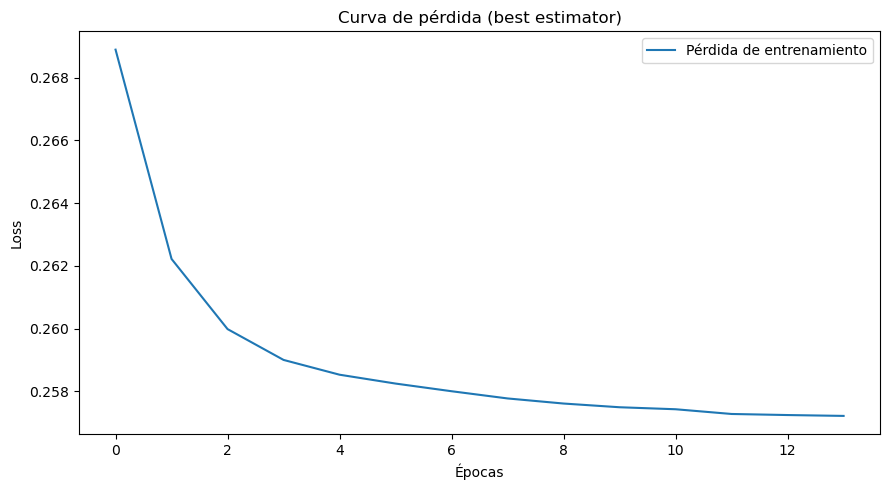 Curva de pérdida (best estimator)
Pérdida de entrenamiento
0.268
0.266
0.264
0.262
0.260
0.258
Loss
0 2 4 6 8 10 12
Épocas